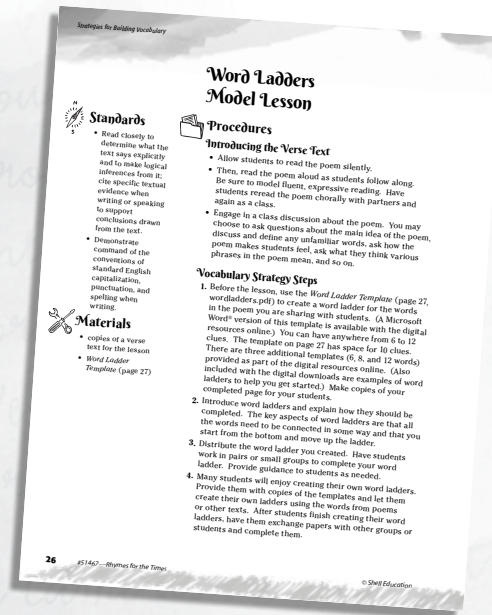 Strategies for Building Vocabulary
Word Ladders
Model Lesson
N
S
Standards
• Read closely to
determine what the
text says explicitly
and to make logical
inferences from it;
cite specific textual
evidence when
writing or speaking
to support
conclusions drawn
from the text.
• Demonstrate
command of the
conventions of
standard English
capitalization,
punctuation, and
spelling when
writing.
Materials
• copies of a verse
text for the lesson
• Word Ladder
Template (page 27)
Procedures
Introducing the Verse Text
• Allow students to read the poem silently.
• Then, read the poem aloud as students follow along.
Be sure to model fluent, expressive reading. Have
students reread the poem chorally with partners and
again as a class.
• Engage in a class discussion about the poem. You may
choose to ask questions about the main idea of the poem,
discuss and define any unfamiliar words, ask how the
poem makes students feel, ask what they think various
phrases in the poem mean, and so on.
Vocabulary Strategy Steps
1. Before the lesson, use the Word Ladder Template (page 27,
wordladders.pdf) to create a word ladder for the words
in the poem you are sharing with students. (A Microsoft
Word® version of this template is available with the digital
resources online.) You can have anywhere from 6 to 12
clues. The template on page 27 has space for 10 clues.
There are three additional templates (6, 8, and 12 words)
provided as part of the digital resources online. (Also
included with the digital downloads are examples of word
ladders to help you get started.) Make copies of your
completed page for your students.
2. Introduce word ladders and explain how they should be
completed. The key aspects of word ladders are that all
the words need to be connected in some way and that you
start from the bottom and move up the ladder.
3. Distribute the word ladder you created. Have students
work in pairs or small groups to complete your word
ladder. Provide guidance to students as needed.
4. Many students will enjoy creating their own word ladders.
Provide them with copies of the templates and let them
create their own ladders using the words from poems
or other texts. After students finish creating their word
ladders, have them exchange papers with other groups or
students and complete them.
26
#51467—Rhymes for the Times
© Shell Education